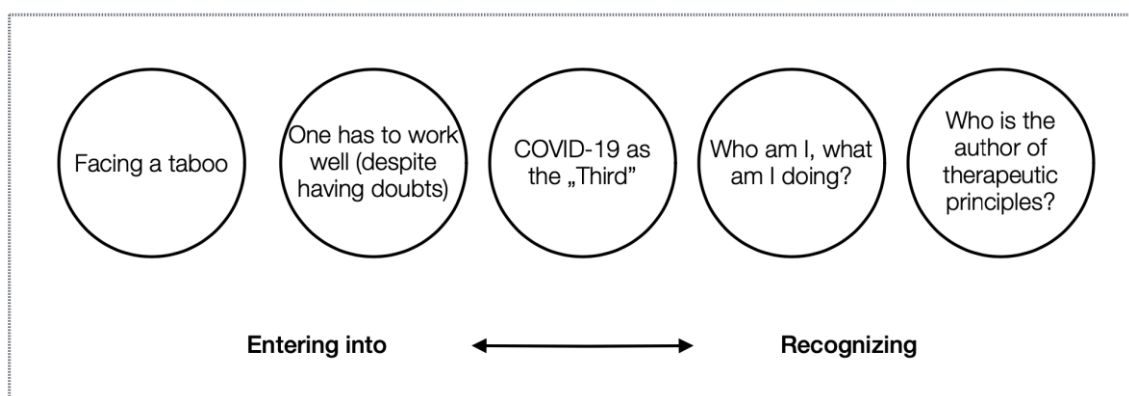 Facing a taboo
One has to work
well (despite
having doubts)
COVID-19 as
the „Third”
Who am I, what
am I doing?
Who is the
author of
therapeutic
principles?
Entering into
Recognizing